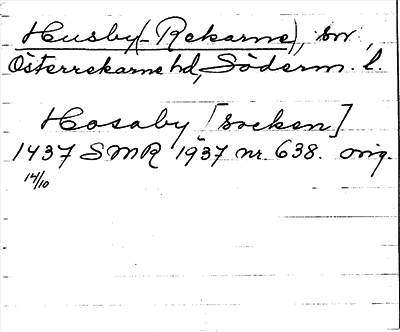 Husby(-Rekarne), sn,
Österrekarne hd, Söderm. l.
Hosaby [socken]
1437 SMR 1937 nr. 638. orig.
14/10